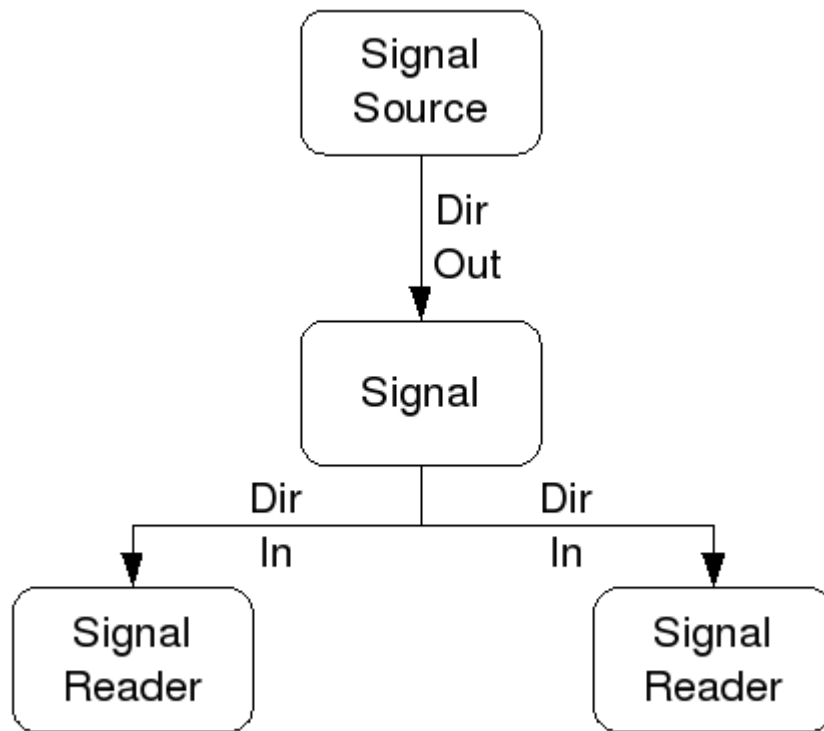 Signal
Source
Dir
Out
Signal
Dir
Dir
In
In
Signal
Reader
Signal
Reader